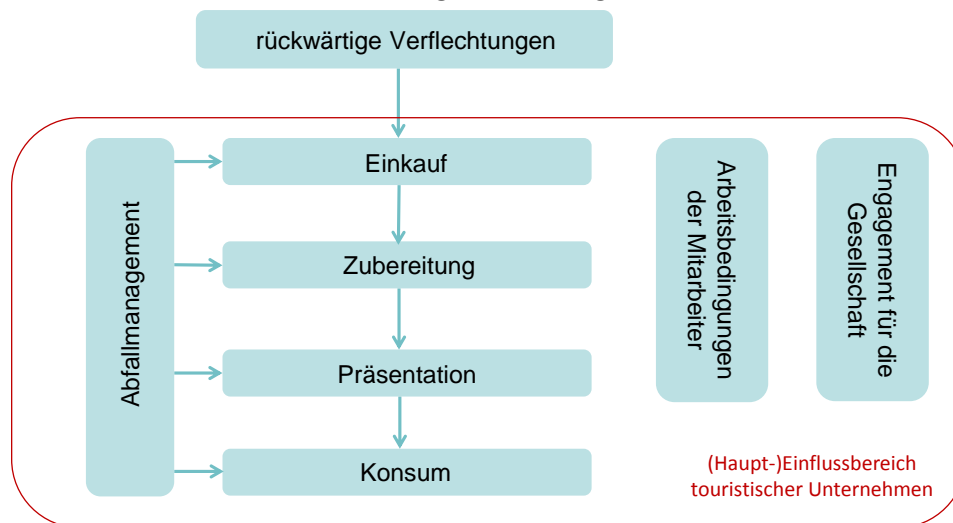 rückwärtige Verflechtungen
Einkauf
Zubereitung
Präsentation
Konsum
Abfallmanagement
Arbeitsbedingungen
der Mitarbeiter
Engagement für die
Gesellschaft
(Haupt-)Einflussbereich
touristischer Unternehmen